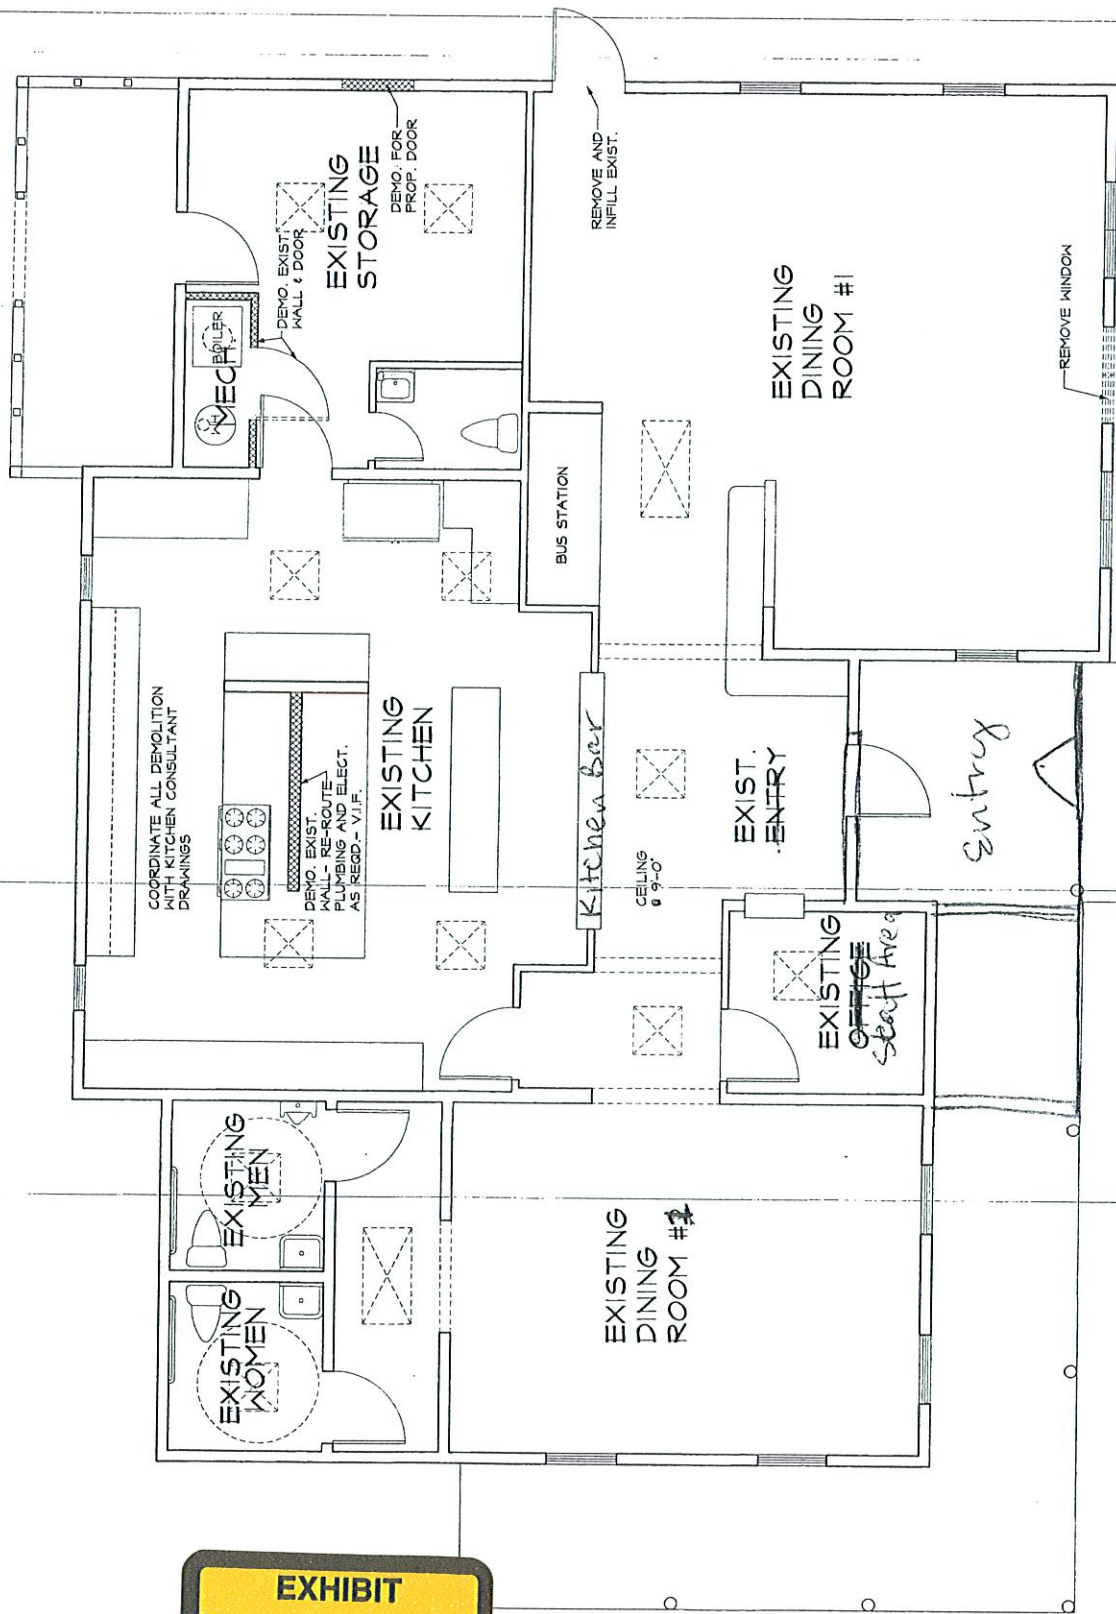 EXISTING
STORAGE
DEMO. FOR
PROP. DOOR
DEMO. EXIST
WALL & DOOR
BOILER
MECH
WH
REMOVE AND
INFILL EXIST.
EXISTING
DINING
ROOM #1
REMOVE WINDOW
BUS STATION
COORDINATE ALL DEMOLITION
WITH KITCHEN CONSULTANT
DRAWINGS
DEMO. EXIST.
WALL - RE-ROUTE
PLUMBING AND ELECT.
AS REQD. - V.I.F.
EXISTING
KITCHEN
Kitchen Bar
CEILING
@ 9'-0"
EXIST.
ENTRY
Entry
EXISTING
OFFICE
Staff Area
EXISTING
MEN
EXISTING
WOMEN
EXISTING
DINING
ROOM #
EXHIBIT